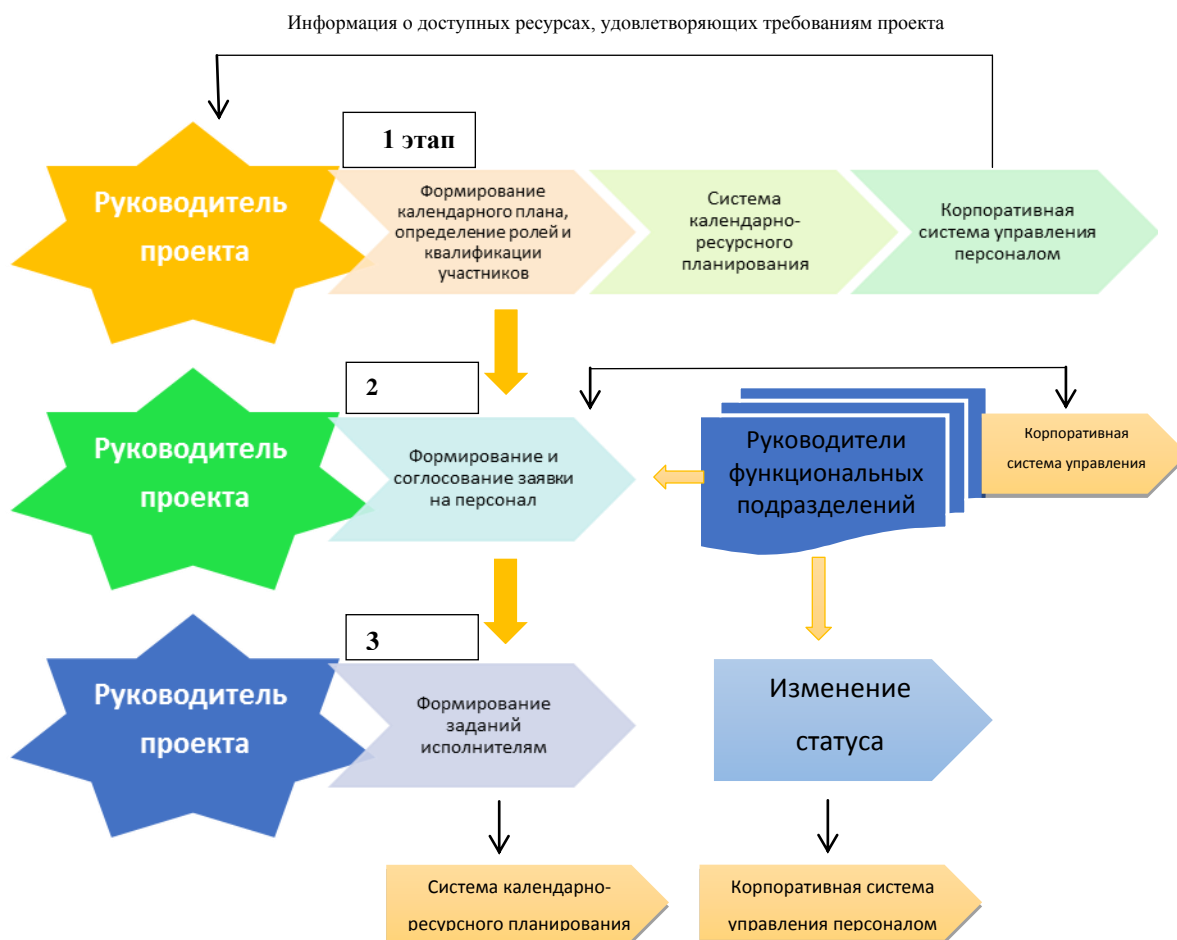 Информация о доступных ресурсах, удовлетворяющих требованиям проекта
1 этап
Руководитель
проекта
Формирование
календарного плана,
определение ролей и
квалификации
участников
Система
календарно-
ресурсного
планирования
Корпоративная
система управления
персоналом
2
Руководитель
проекта
Формирование и
соглосование заявки
на персонал
Руководители
функциональных
подразделений
Корпоративная
система управления
3
Руководитель
проекта
Формирование
заданий
исполнителям
Изменение
статуса
Система календарно-
ресурсного планирования
Корпоративная система
управления персоналом